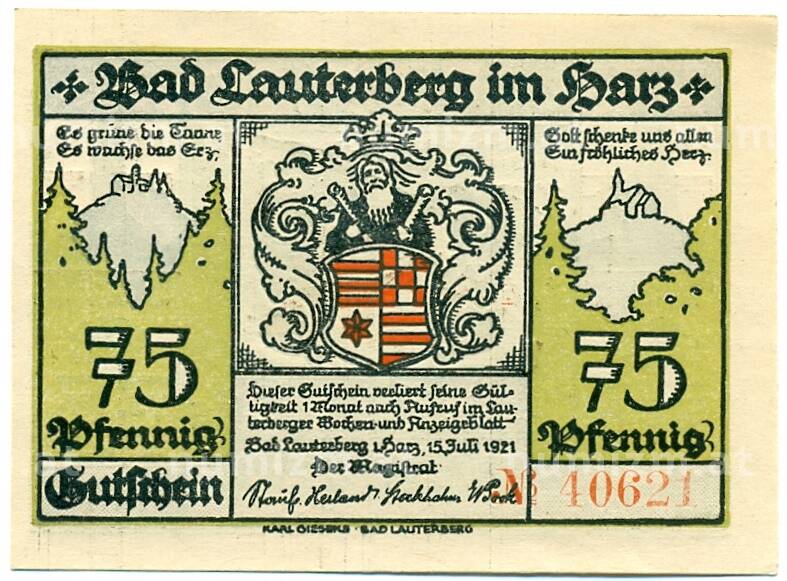 Bad Lauterberg im Harz
Es grüne die Tanne
Es wachse das Erz,
Gott schenke uns allen
Ein fröhliches Herz.
75
Pfennig
75
Pfennig
Dieser Gutschein verliert seine Gül-
tigkeit 1 Monat nach Aufruf im Lau-
terberger Wochen-und Anzeigeblatt
Bad Lauterberg i. Harz, 15. Juli 1921
Der Magistrat
Gutschein
№ 40621
KARL GIESEKE · BAD LAUTERBERG